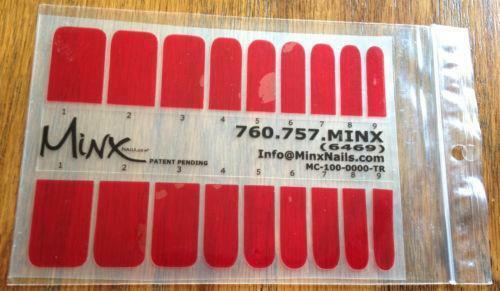 1 2 3 4 5 6 7 8 9
Minx NAILS.com
760.757.MINX
(6469)
Info@MinxNails.com
PATENT PENDING
MC-100-0000-TR
1 2 3 4 5 6 7 8 9